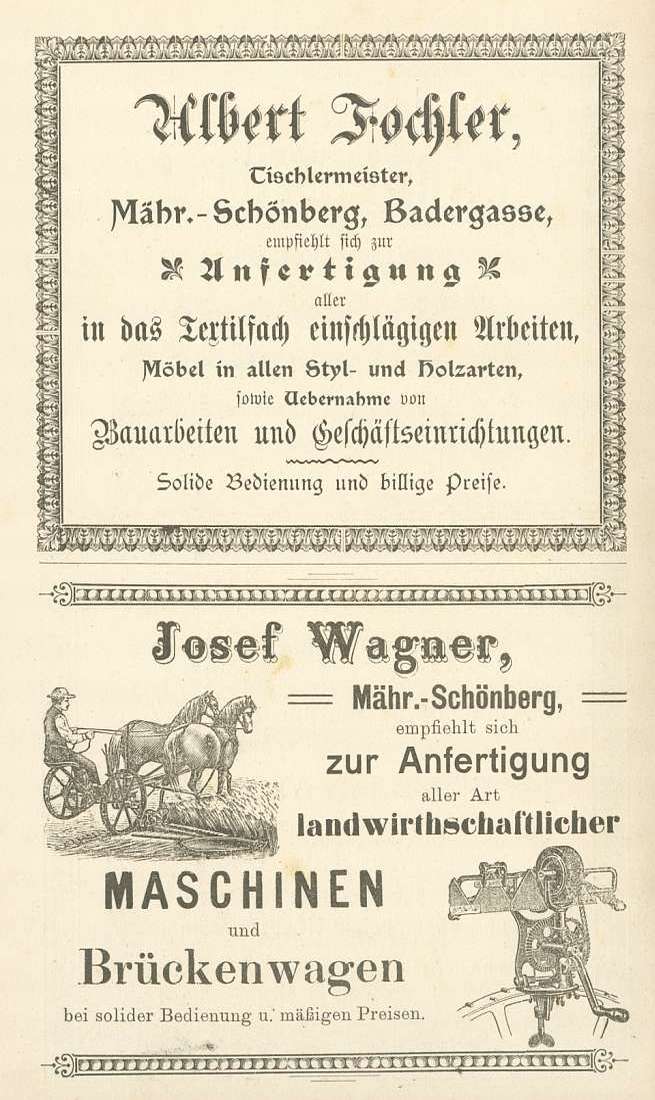 Albert Fochler,
Tischlermeister,
Mähr.-Schönberg, Badergasse,
empfiehlt sich zur
Anfertigung
aller
in das Textilfach einschlägigen Arbeiten,
Möbel in allen Styl- und Holzarten,
sowie Uebernahme von
Bauarbeiten und Geschäftseinrichtungen.
Solide Bedienung und billige Preise.
Josef Wagner,
Mähr.-Schönberg,
empfiehlt sich
zur Anfertigung
aller Art
landwirthschaftlicher
MASCHINEN
und
Brückenwagen
bei solider Bedienung u. mäßigen Preisen.